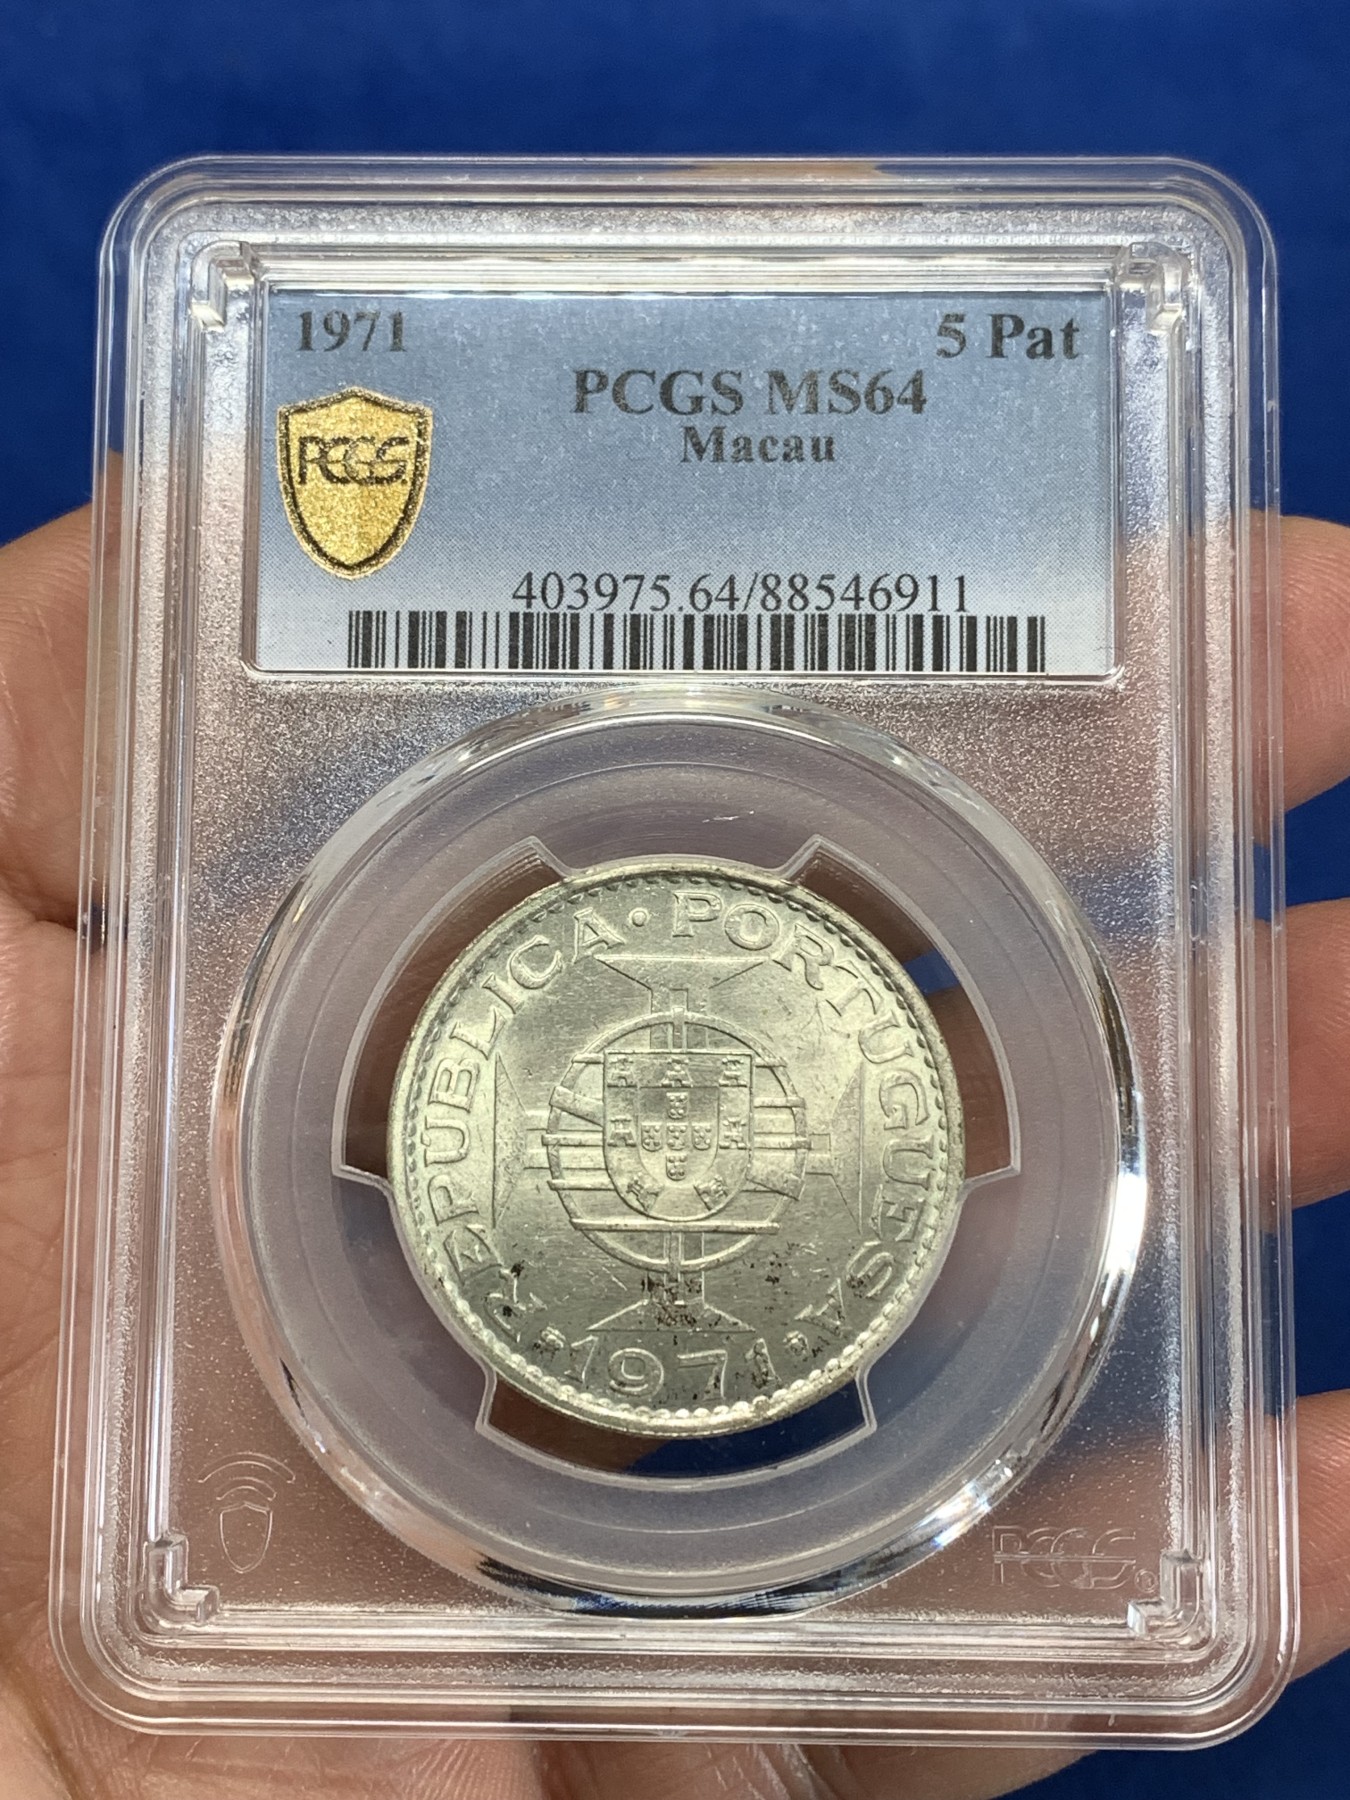 1971
5 Pat
PCGS MS64
Macau
PCGS
403975.64/88546911
REPUBLICA · PORTUGUESA
· 1971 ·
PCGS